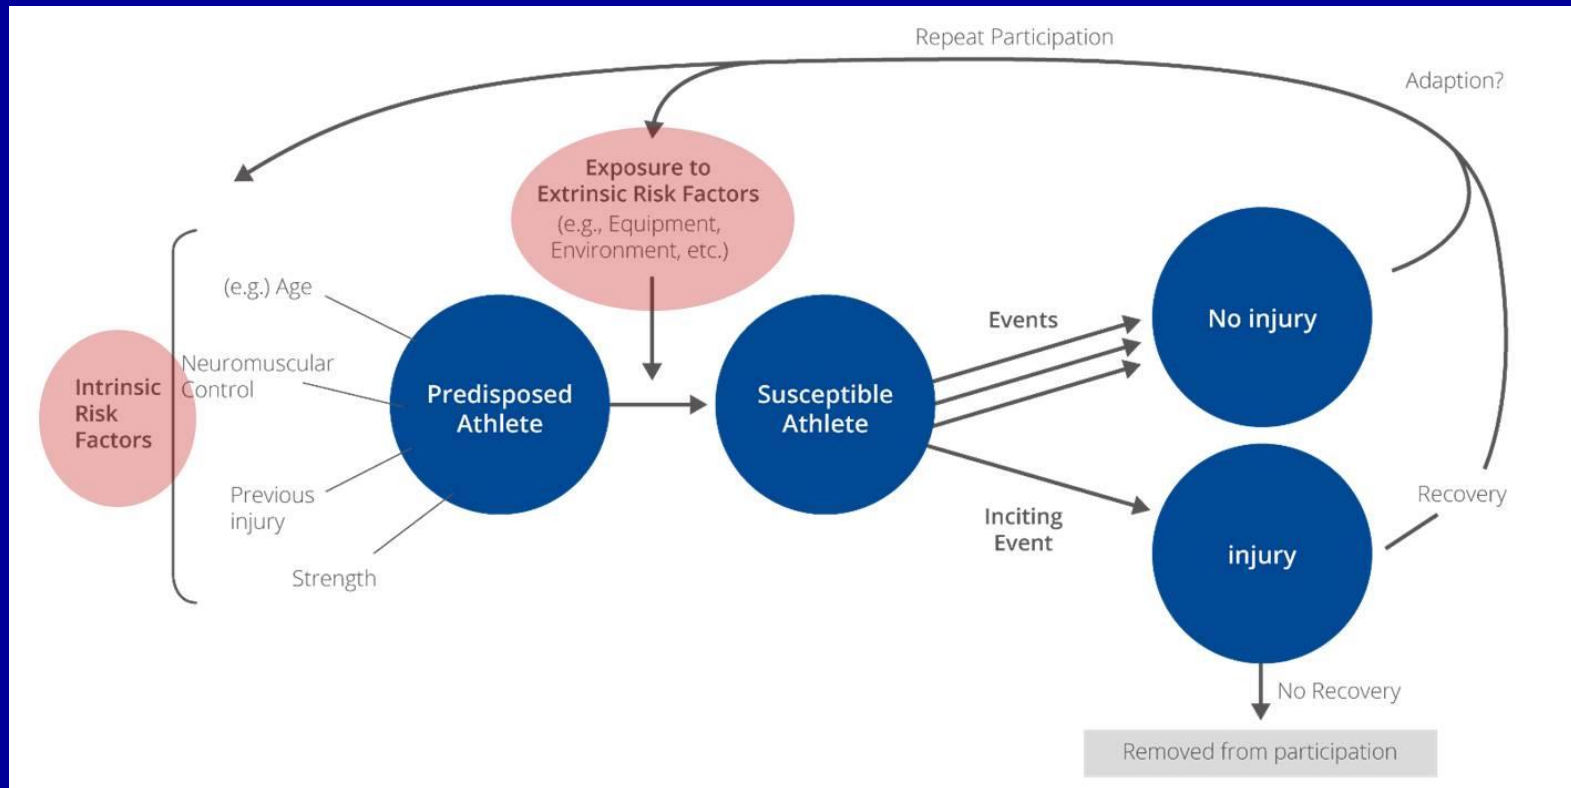 Repeat Participation
Adaption?
Exposure to
Extrinsic Risk Factors
(e.g., Equipment,
Environment, etc.)
(e.g.) Age
Neuromuscular
Control
Intrinsic
Risk
Factors
Previous
injury
Strength
Predisposed
Athlete
Susceptible
Athlete
Events
No injury
Inciting
Event
injury
Recovery
No Recovery
Removed from participation